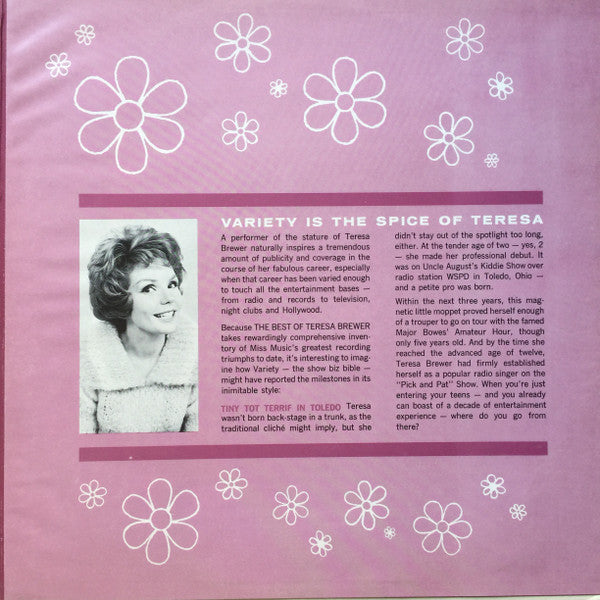 VARIETY IS THE SPICE OF TERESA
A performer of the stature of Teresa
Brewer naturally inspires a tremendous
amount of publicity and coverage in the
course of her fabulous career, especially
when that career has been varied enough
to touch all the entertainment bases —
from radio and records to television,
night clubs and Hollywood.
Because THE BEST OF TERESA BREWER
takes rewardingly comprehensive inven-
tory of Miss Music's greatest recording
triumphs to date, it's interesting to imag-
ine how Variety — the show biz bible —
might have reported the milestones in its
inimitable style:
TINY TOT TERRIF IN TOLEDO Teresa
wasn't born back-stage in a trunk, as the
traditional cliché might imply, but she
didn't stay out of the spotlight too long,
either. At the tender age of two — yes, 2
— she made her professional debut. It
was on Uncle August's Kiddie Show over
radio station WSPD in Toledo, Ohio —
and a petite pro was born.
Within the next three years, this mag-
netic little moppet proved herself enough
of a trouper to go on tour with the famed
Major Bowes' Amateur Hour, though
only five years old. And by the time she
reached the advanced age of twelve,
Teresa Brewer had firmly established
herself as a popular radio singer on the
"Pick and Pat" Show. When you're just
entering your teens — and you already
can boast of a decade of entertainment
experience — where do you go from
there?